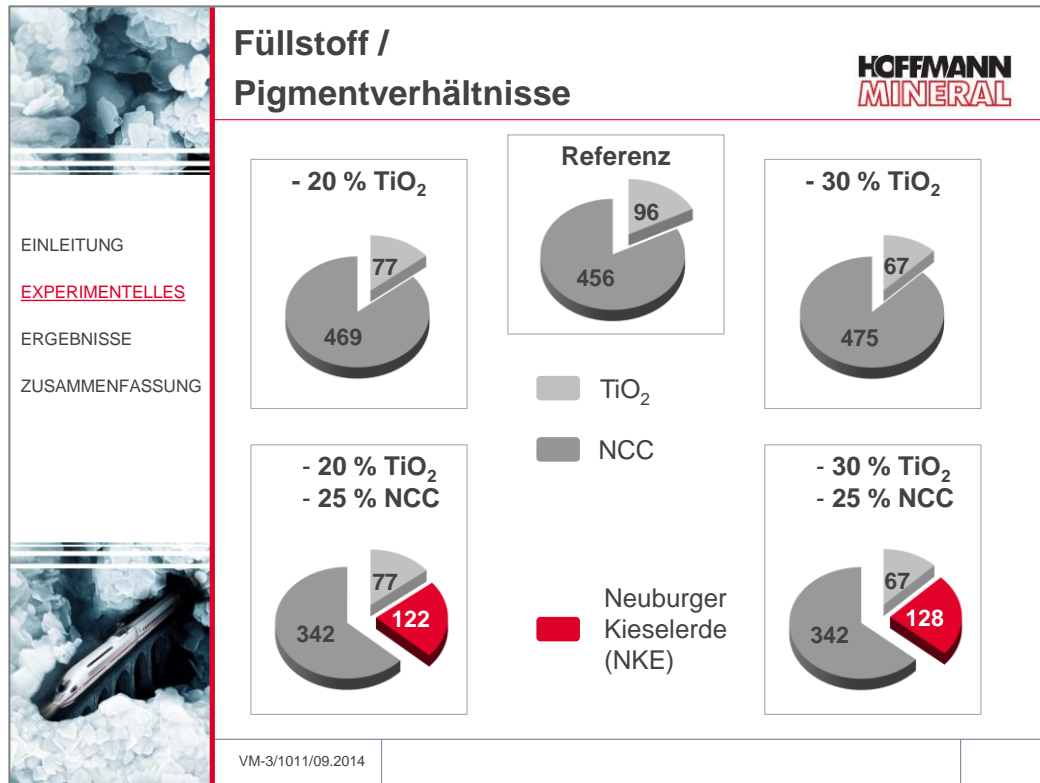 Füllstoff /
Pigmentverhältnisse
HOFFMANN
MINERAL
EINLEITUNG
EXPERIMENTELLES
ERGEBNISSE
ZUSAMMENFASSUNG
- 20 % TiO₂
77
469
Referenz
96
456
- 30 % TiO₂
67
475
TiO₂
NCC
- 20 % TiO₂
- 25 % NCC
77
122
342
Neuburger
Kieselerde
(NKE)
- 30 % TiO₂
- 25 % NCC
67
128
342
VM-3/1011/09.2014